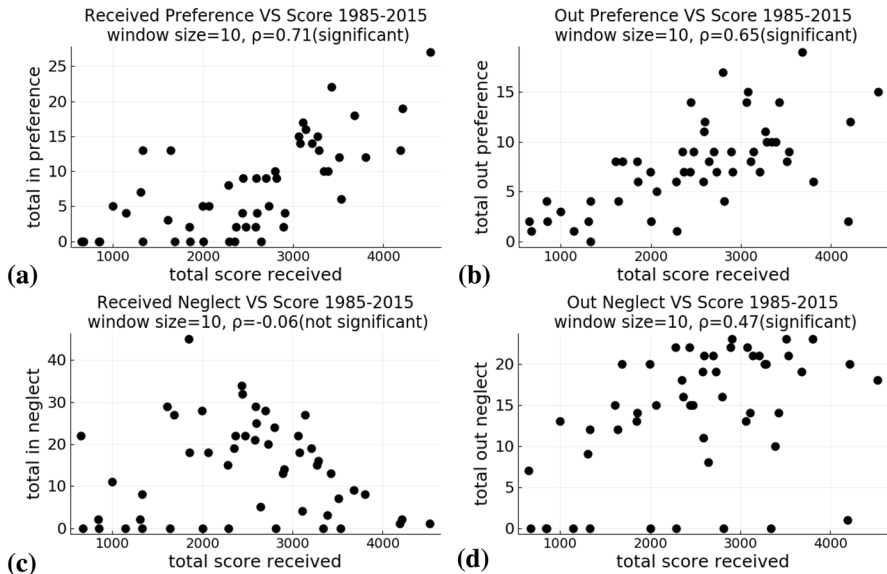 Received Preference VS Score 1985-2015
window size=10, ρ=0.71(significant)
total in preference
25
20
15
10
5
0
1000 2000 3000 4000
total score received
(a)
Out Preference VS Score 1985-2015
window size=10, ρ=0.65(significant)
total out preference
15
10
5
0
1000 2000 3000 4000
total score received
(b)
Received Neglect VS Score 1985-2015
window size=10, ρ=-0.06(not significant)
total in neglect
40
30
20
10
0
1000 2000 3000 4000
total score received
(c)
Out Neglect VS Score 1985-2015
window size=10, ρ=0.47(significant)
total out neglect
20
15
10
5
0
1000 2000 3000 4000
total score received
(d)